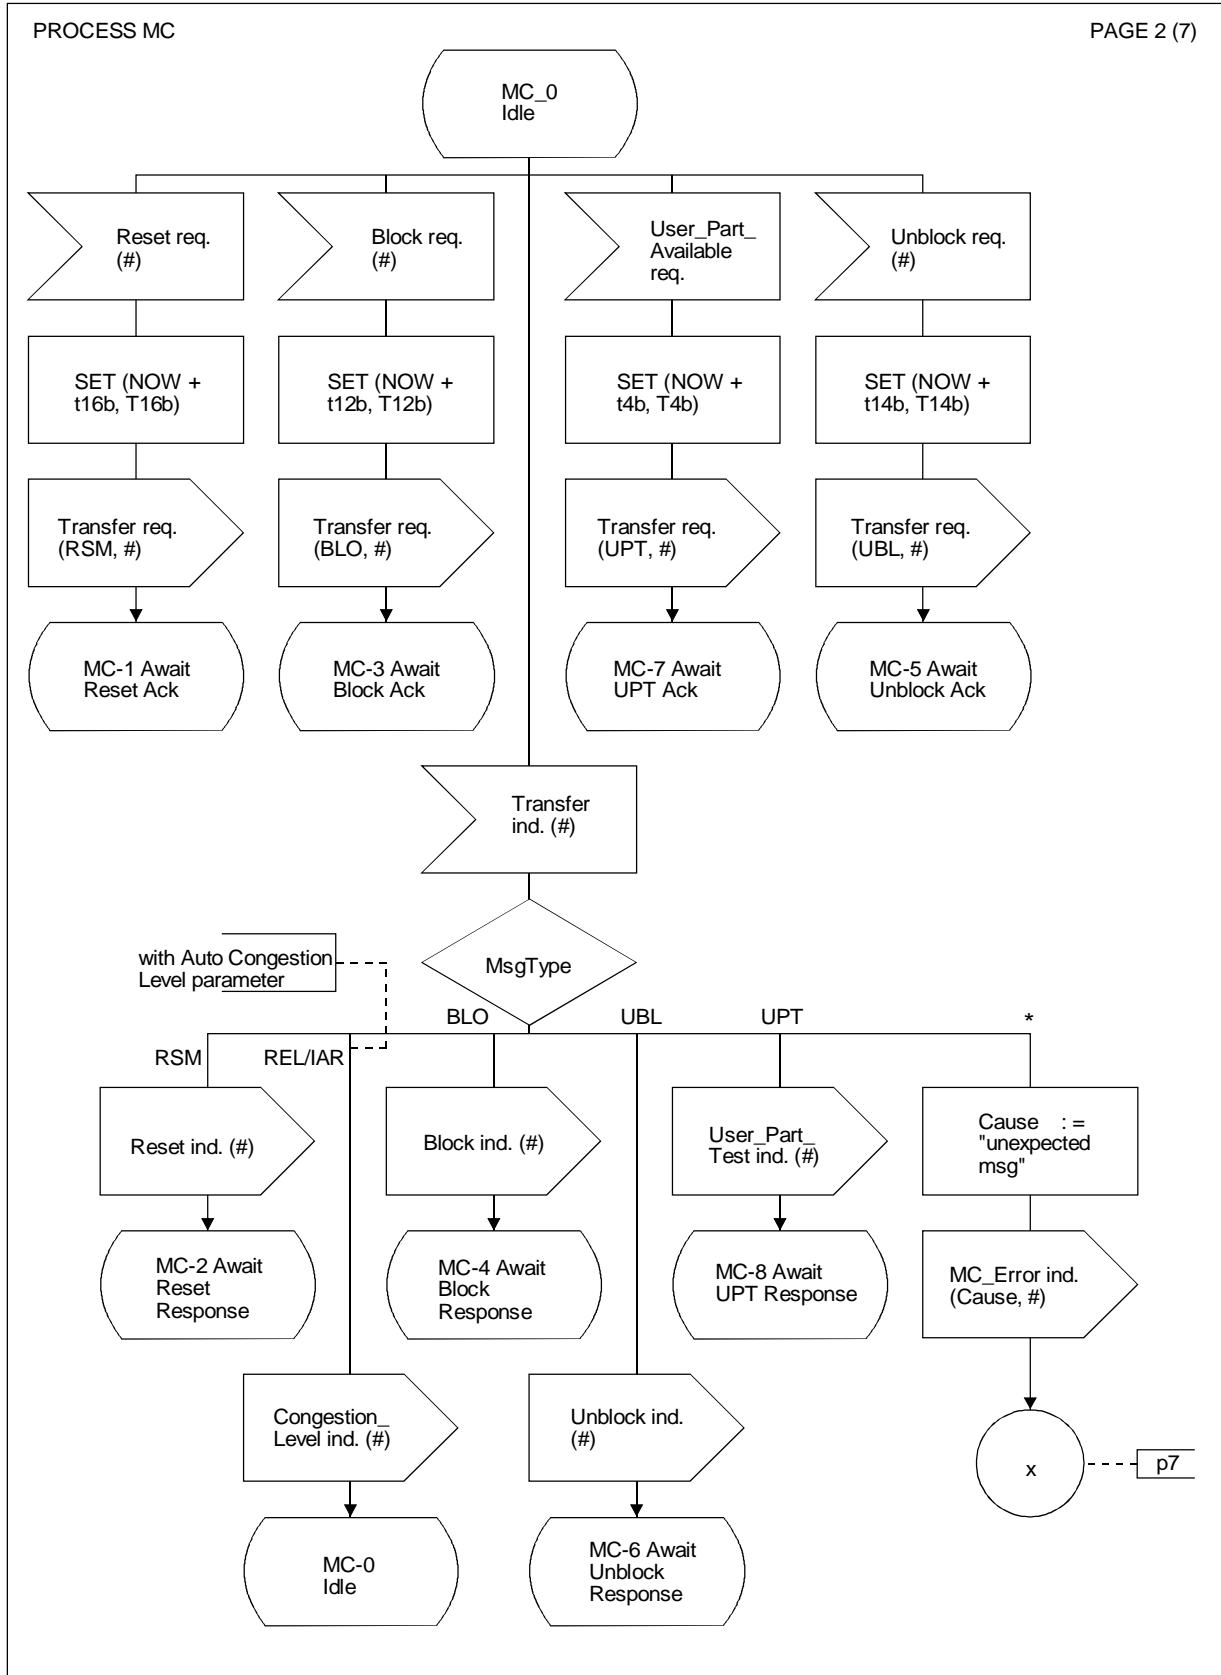 PROCESS MC
PAGE 2 (7)
MC_0
Idle
Reset req.
(#)
Block req.
(#)
User_Part_
Available
req.
Unblock req.
(#)
SET (NOW +
t16b, T16b)
SET (NOW +
t12b, T12b)
SET (NOW +
t4b, T4b)
SET (NOW +
t14b, T14b)
Transfer req.
(RSM, #)
Transfer req.
(BLO, #)
Transfer req.
(UPT, #)
Transfer req.
(UBL, #)
MC-1 Await
Reset Ack
MC-3 Await
Block Ack
MC-7 Await
UPT Ack
MC-5 Await
Unblock Ack
Transfer
ind. (#)
with Auto Congestion
Level parameter
MsgType
BLO
UBL
UPT
*
RSM
REL/IAR
Reset ind. (#)
Block ind. (#)
User_Part_
Test ind. (#)
Cause : =
"unexpected
msg"
MC-2 Await
Reset
Response
MC-4 Await
Block
Response
MC-8 Await
UPT Response
MC_Error ind.
(Cause, #)
Congestion_
Level ind. (#)
Unblock ind.
(#)
x
p7
MC-0
Idle
MC-6 Await
Unblock
Response